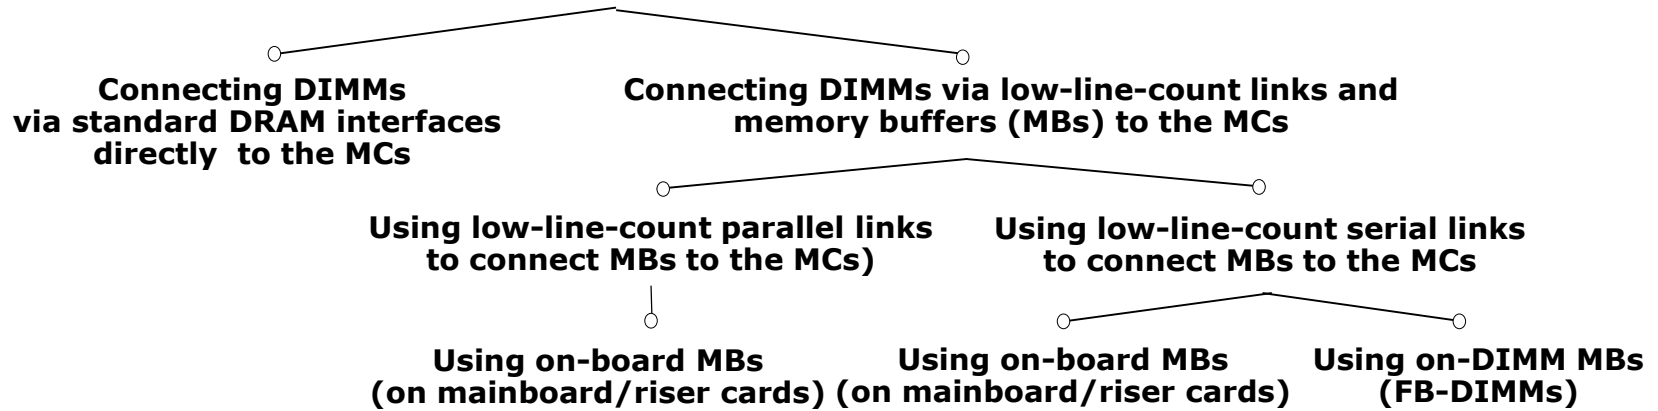 Connecting DIMMs
via standard DRAM interfaces
directly  to the MCs
Connecting DIMMs via low-line-count links and
memory buffers (MBs) to the MCs
Using low-line-count parallel links
to connect MBs to the MCs)
Using low-line-count serial links
to connect MBs to the MCs
Using on-board MBs
(on mainboard/riser cards)
Using on-board MBs
(on mainboard/riser cards)
Using on-DIMM MBs
(FB-DIMMs)